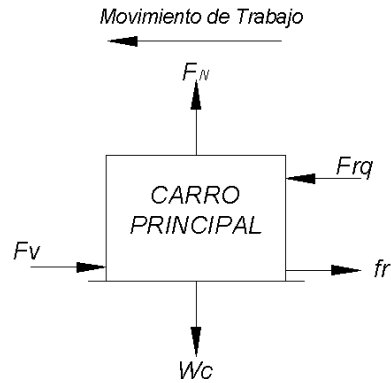 Movimiento de Trabajo
FN
Frq
CARRO
PRINCIPAL
Fv
fr
Wc